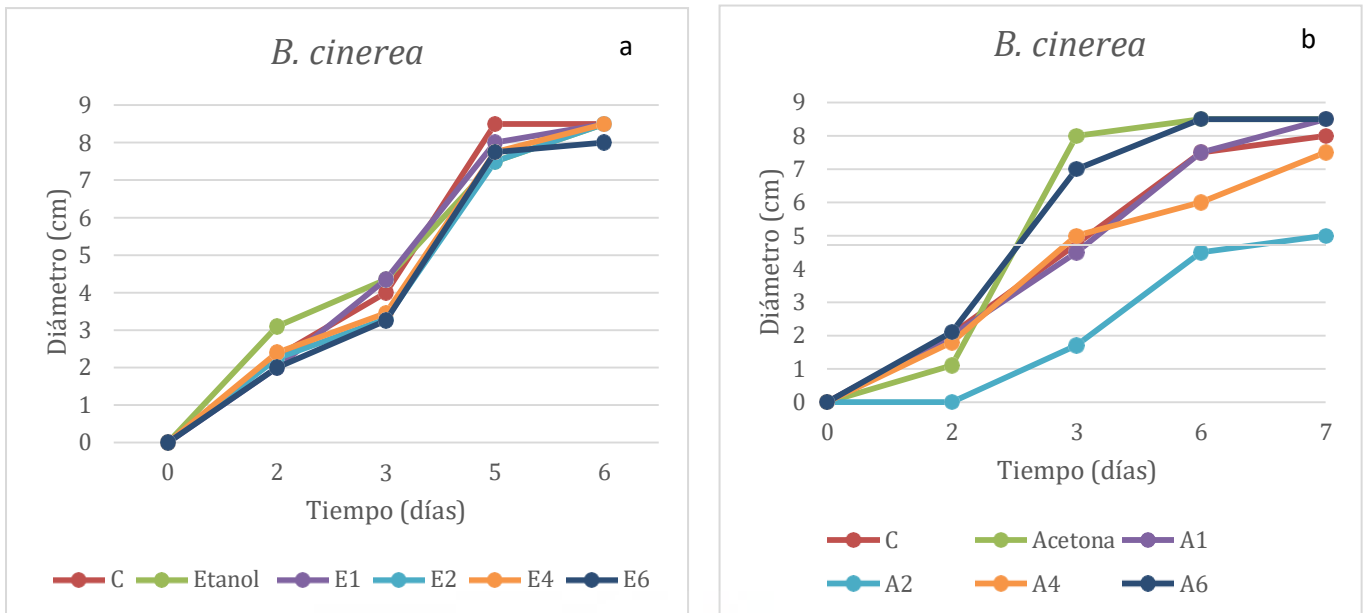 B. cinerea
a
9
8
7
6
5
4
3
2
1
0
Diámetro (cm)
0 2 3 5 6
Tiempo (días)
C Etanol E1 E2 E4 E6
B. cinerea
b
9
8
7
6
5
4
3
2
1
0
Diámetro (cm)
0 2 3 6 7
Tiempo (días)
C Acetona A1
A2 A4 A6